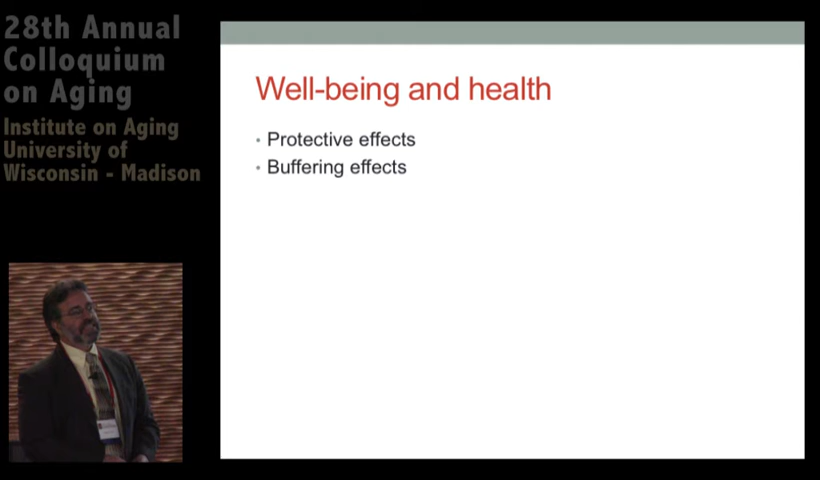 28th Annual
Colloquium
on Aging
Institute on Aging
University of
Wisconsin - Madison
Well-being and health
• Protective effects
• Buffering effects